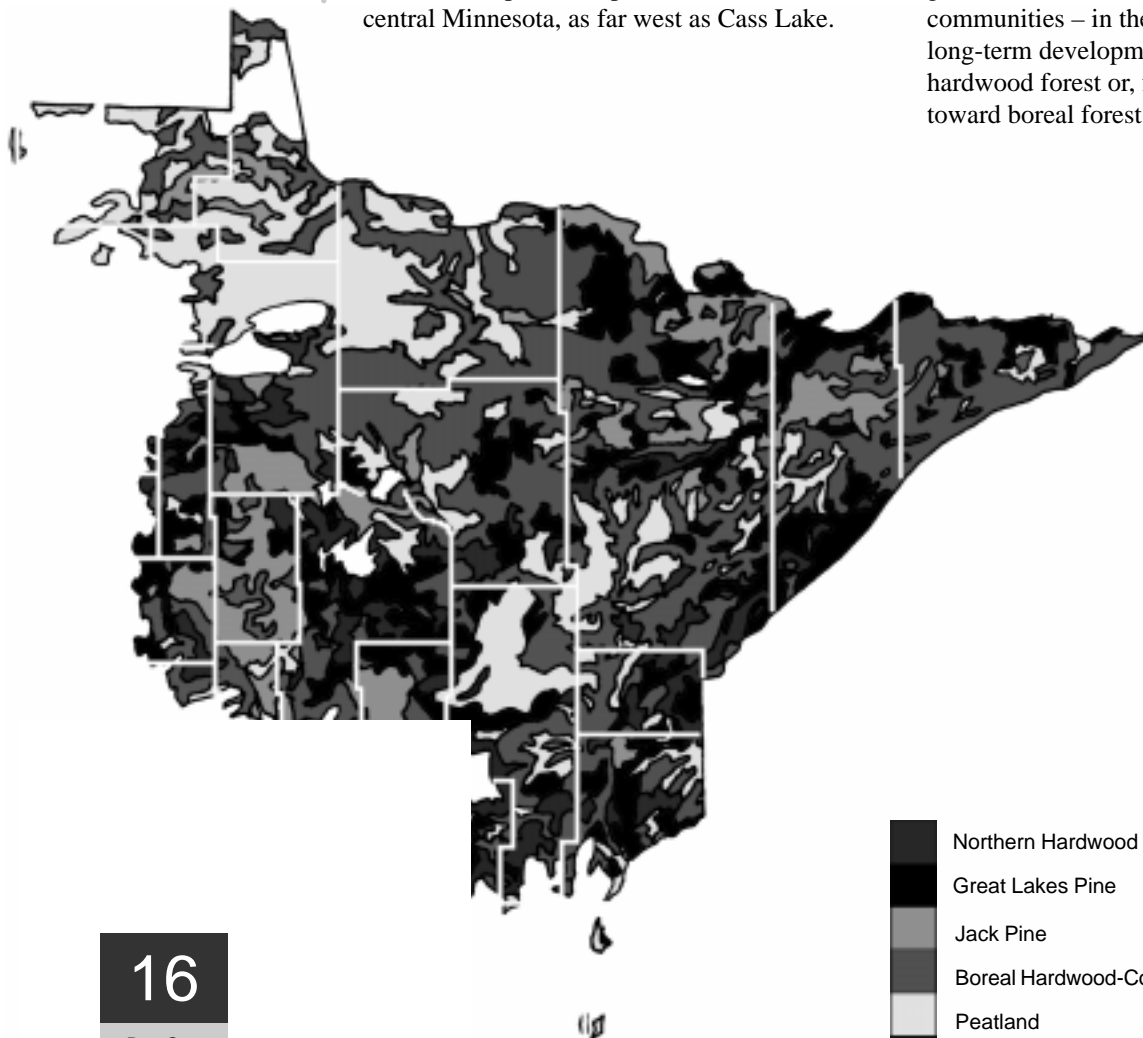 central Minnesota, as far west as Cass Lake.
communities – in the
long-term developm
hardwood forest or,
toward boreal forest
Northern Hardwood
Great Lakes Pine
Jack Pine
Boreal Hardwood-Co
Peatland
16